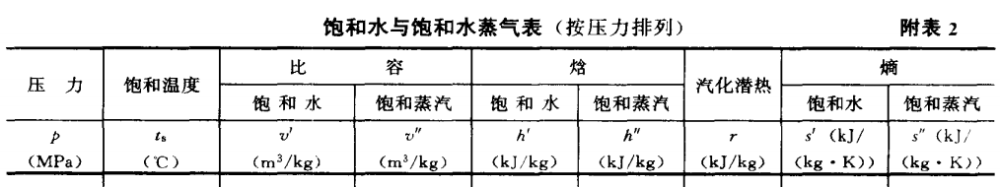 饱和水与饱和水蒸气表（按压力排列） 附表 2
压 力 饱和温度 比 容 焓 汽化潜热 熵
饱 和 水 饱和蒸汽 饱 和 水 饱和蒸汽 饱和水 饱和蒸汽
p tₛ v′ v″ h′ h″ r s′ (kJ/ s″ (kJ/
(MPa) (℃) (m³/kg) (m³/kg) (kJ/kg) (kJ/kg) (kJ/kg) (kg·K)) (kg·K))